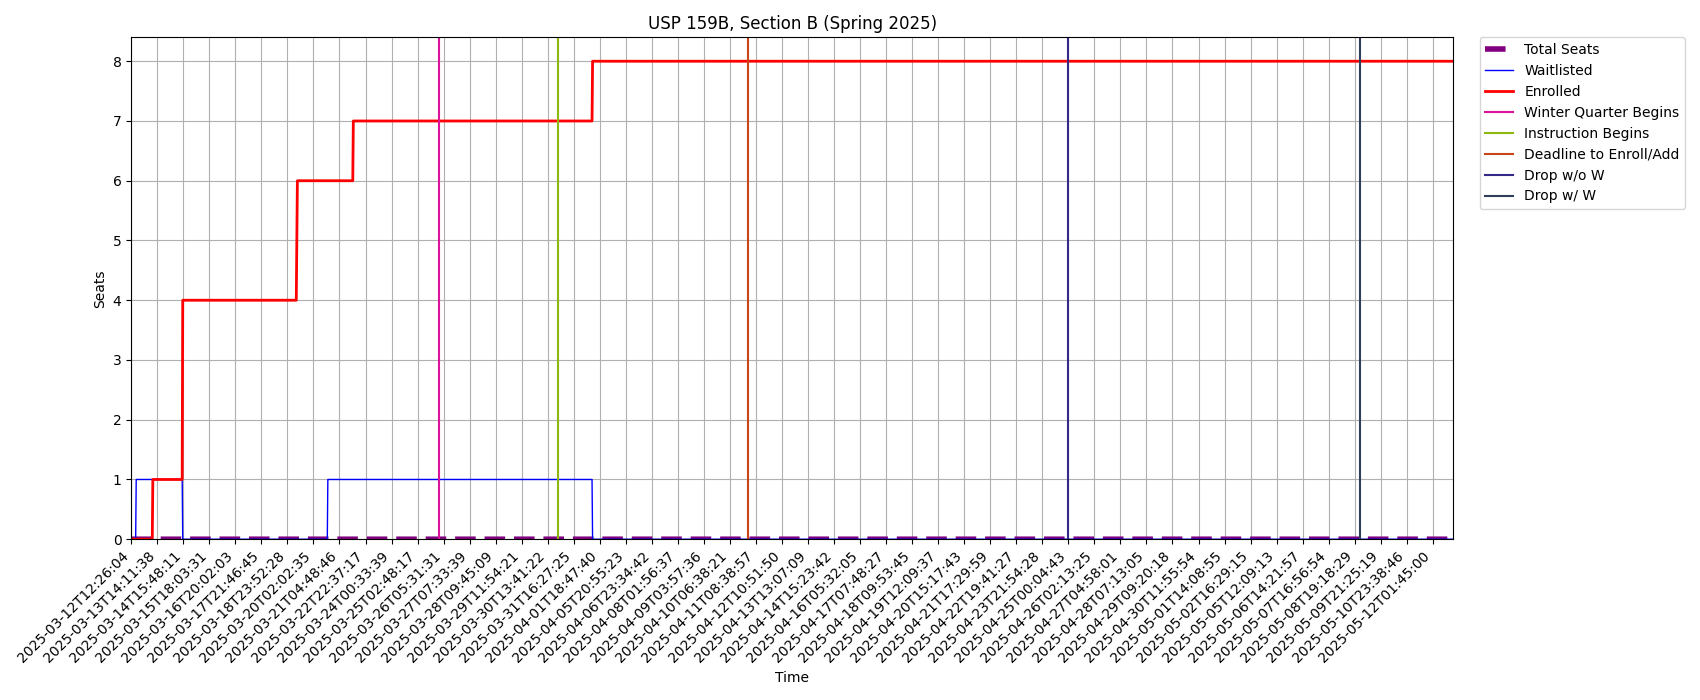 USP 159B, Section B (Spring 2025)
Total Seats
Waitlisted
Enrolled
Winter Quarter Begins
Instruction Begins
Deadline to Enroll/Add
Drop w/o W
Drop w/ W
Seats
8
7
6
5
4
3
2
1
0
2025-03-12T12:26:04
2025-03-13T14:11:38
2025-03-14T15:48:11
2025-03-15T18:03:31
2025-03-16T20:02:03
2025-03-17T21:46:45
2025-03-18T23:52:28
2025-03-20T02:02:35
2025-03-21T04:48:46
2025-03-22T22:37:17
2025-03-24T00:33:39
2025-03-25T02:48:17
2025-03-26T05:31:31
2025-03-27T07:33:39
2025-03-28T09:45:09
2025-03-29T11:54:21
2025-03-30T13:41:22
2025-03-31T16:27:25
2025-04-01T18:47:40
2025-04-05T20:55:23
2025-04-06T23:34:42
2025-04-08T01:56:37
2025-04-09T03:57:36
2025-04-10T06:38:21
2025-04-11T08:38:57
2025-04-12T10:51:50
2025-04-13T13:07:09
2025-04-14T15:23:42
2025-04-16T05:32:05
2025-04-17T07:48:27
2025-04-18T09:53:45
2025-04-19T12:09:37
2025-04-20T15:17:43
2025-04-21T17:29:59
2025-04-22T19:41:27
2025-04-23T21:54:28
2025-04-25T00:04:43
2025-04-26T02:13:25
2025-04-27T04:58:01
2025-04-28T07:13:05
2025-04-29T09:20:18
2025-04-30T11:55:54
2025-05-01T14:08:55
2025-05-02T16:29:15
2025-05-05T12:09:13
2025-05-06T14:21:57
2025-05-07T16:56:54
2025-05-08T19:18:29
2025-05-09T21:25:19
2025-05-10T23:38:46
2025-05-12T01:45:00
Time